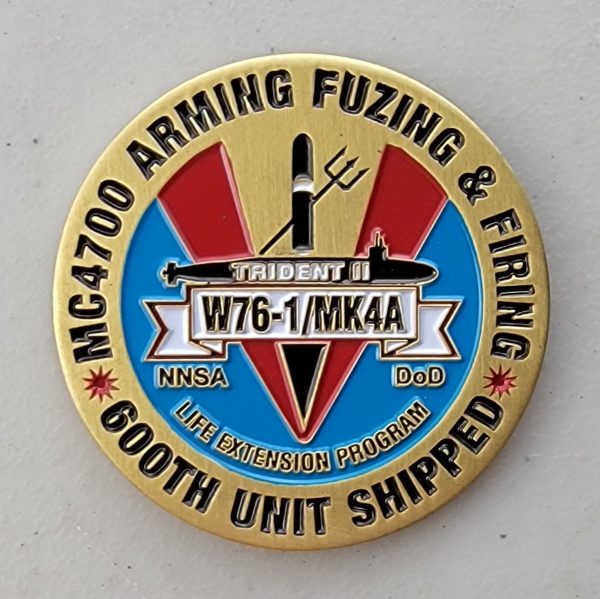 MC4700 ARMING FUZING & FIRING
TRIDENT II
W76-1/MK4A
NNSA
DoD
LIFE EXTENSION PROGRAM
600TH UNIT SHIPPED